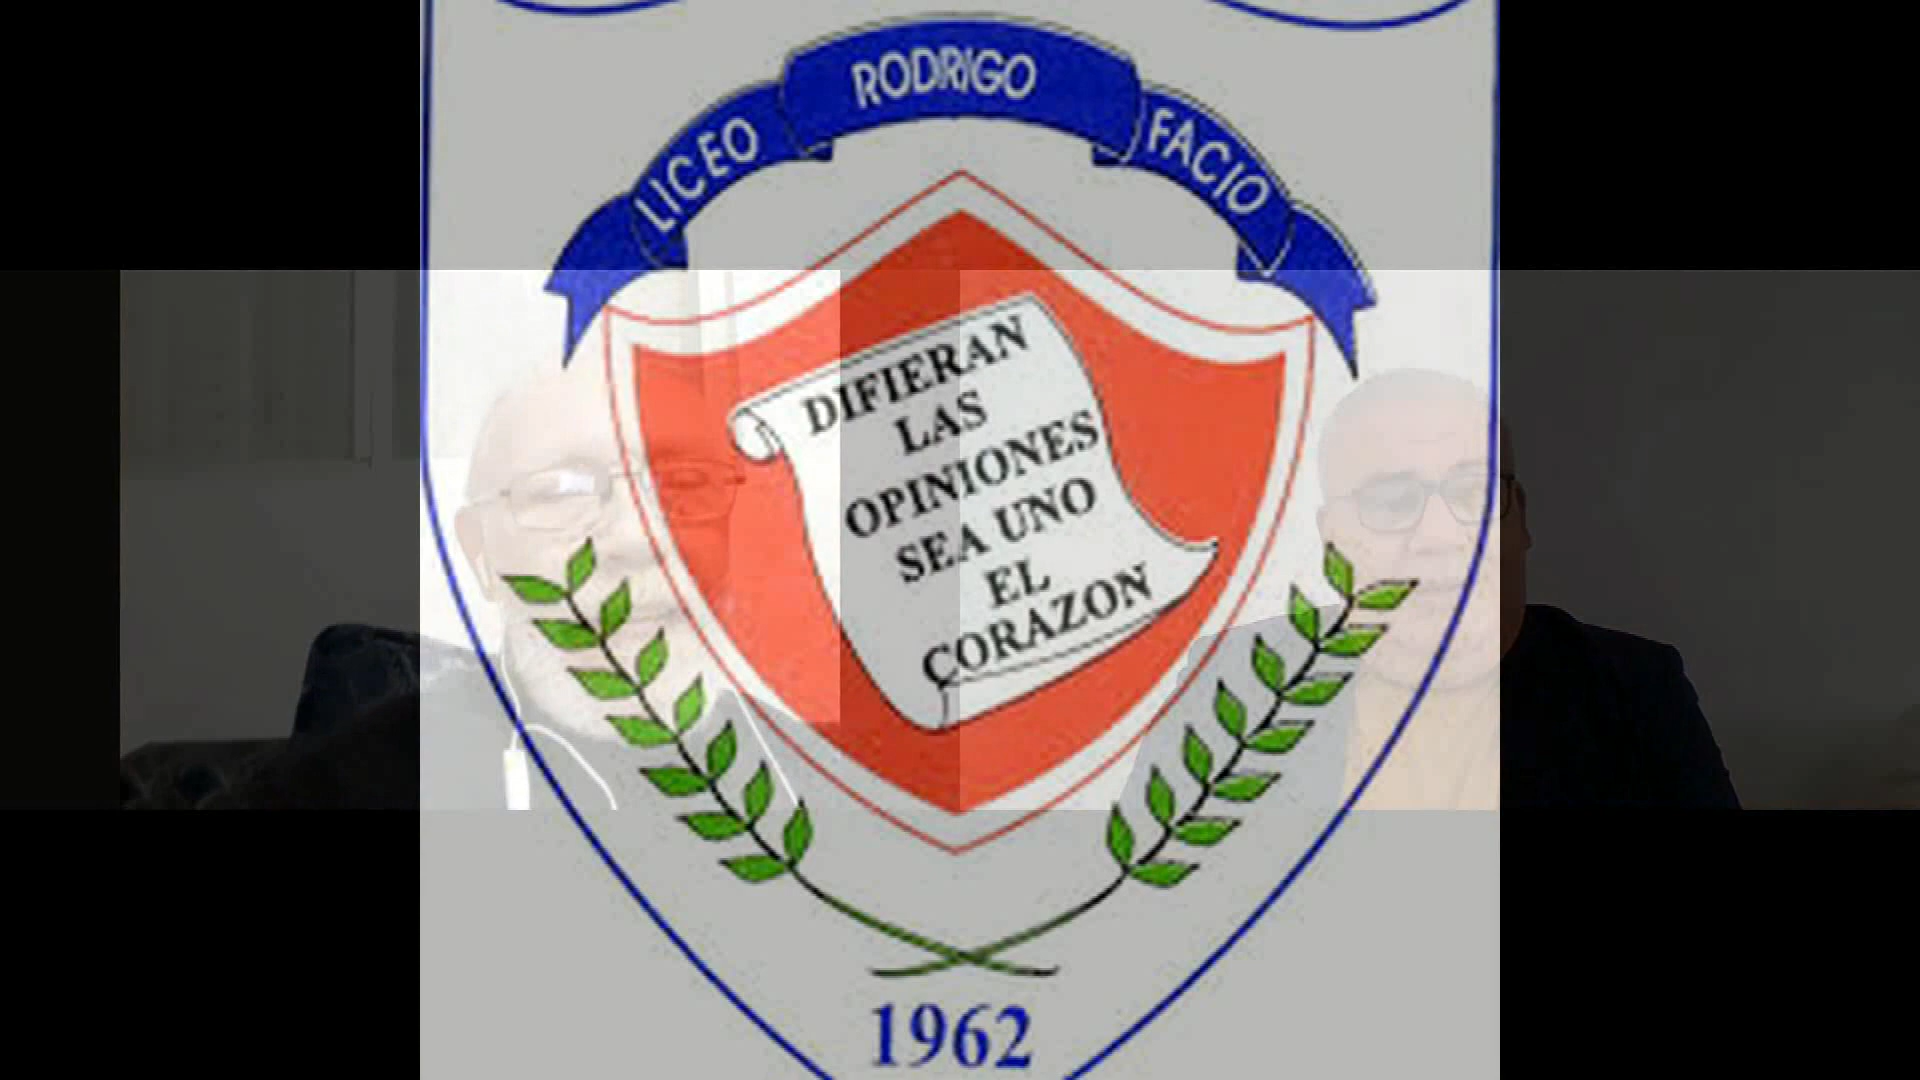 LICEO RODRIGO FACIO
DIFIERAN
LAS
OPINIONES
SEA UNO
EL
CORAZON
1962